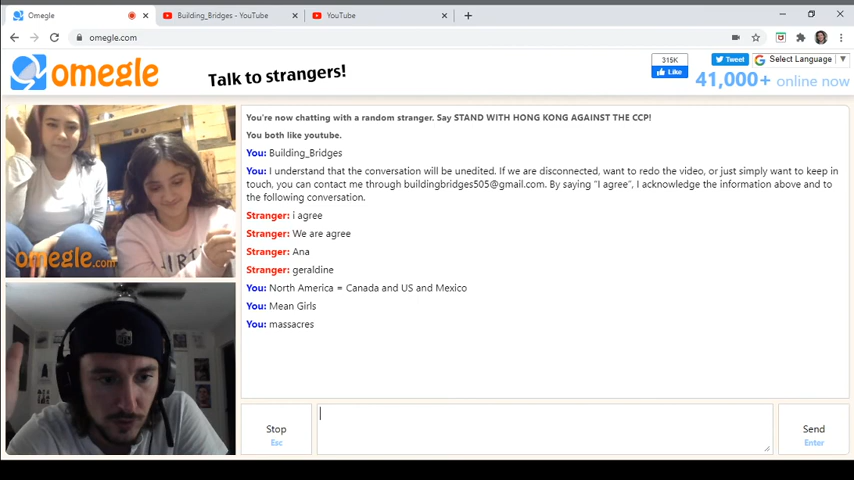 Omegle
Building_Bridges - YouTube
YouTube
omegle.com
omegle
Talk to strangers!
315K
Like
Tweet
Select Language
41,000+ online now
You're now chatting with a random stranger. Say STAND WITH HONG KONG AGAINST THE CCP!
You both like youtube.
You: Building_Bridges
You: I understand that the conversation will be unedited. If we are disconnected, want to redo the video, or just simply want to keep in
touch, you can contact me through buildingbridges505@gmail.com. By saying "I agree", I acknowledge the information above and to
the following conversation.
Stranger: i agree
Stranger: We are agree
Stranger: Ana
Stranger: geraldine
You: North America = Canada and US and Mexico
You: Mean Girls
You: massacres
omegle.com
NFL
Stop
Esc
Send
Enter